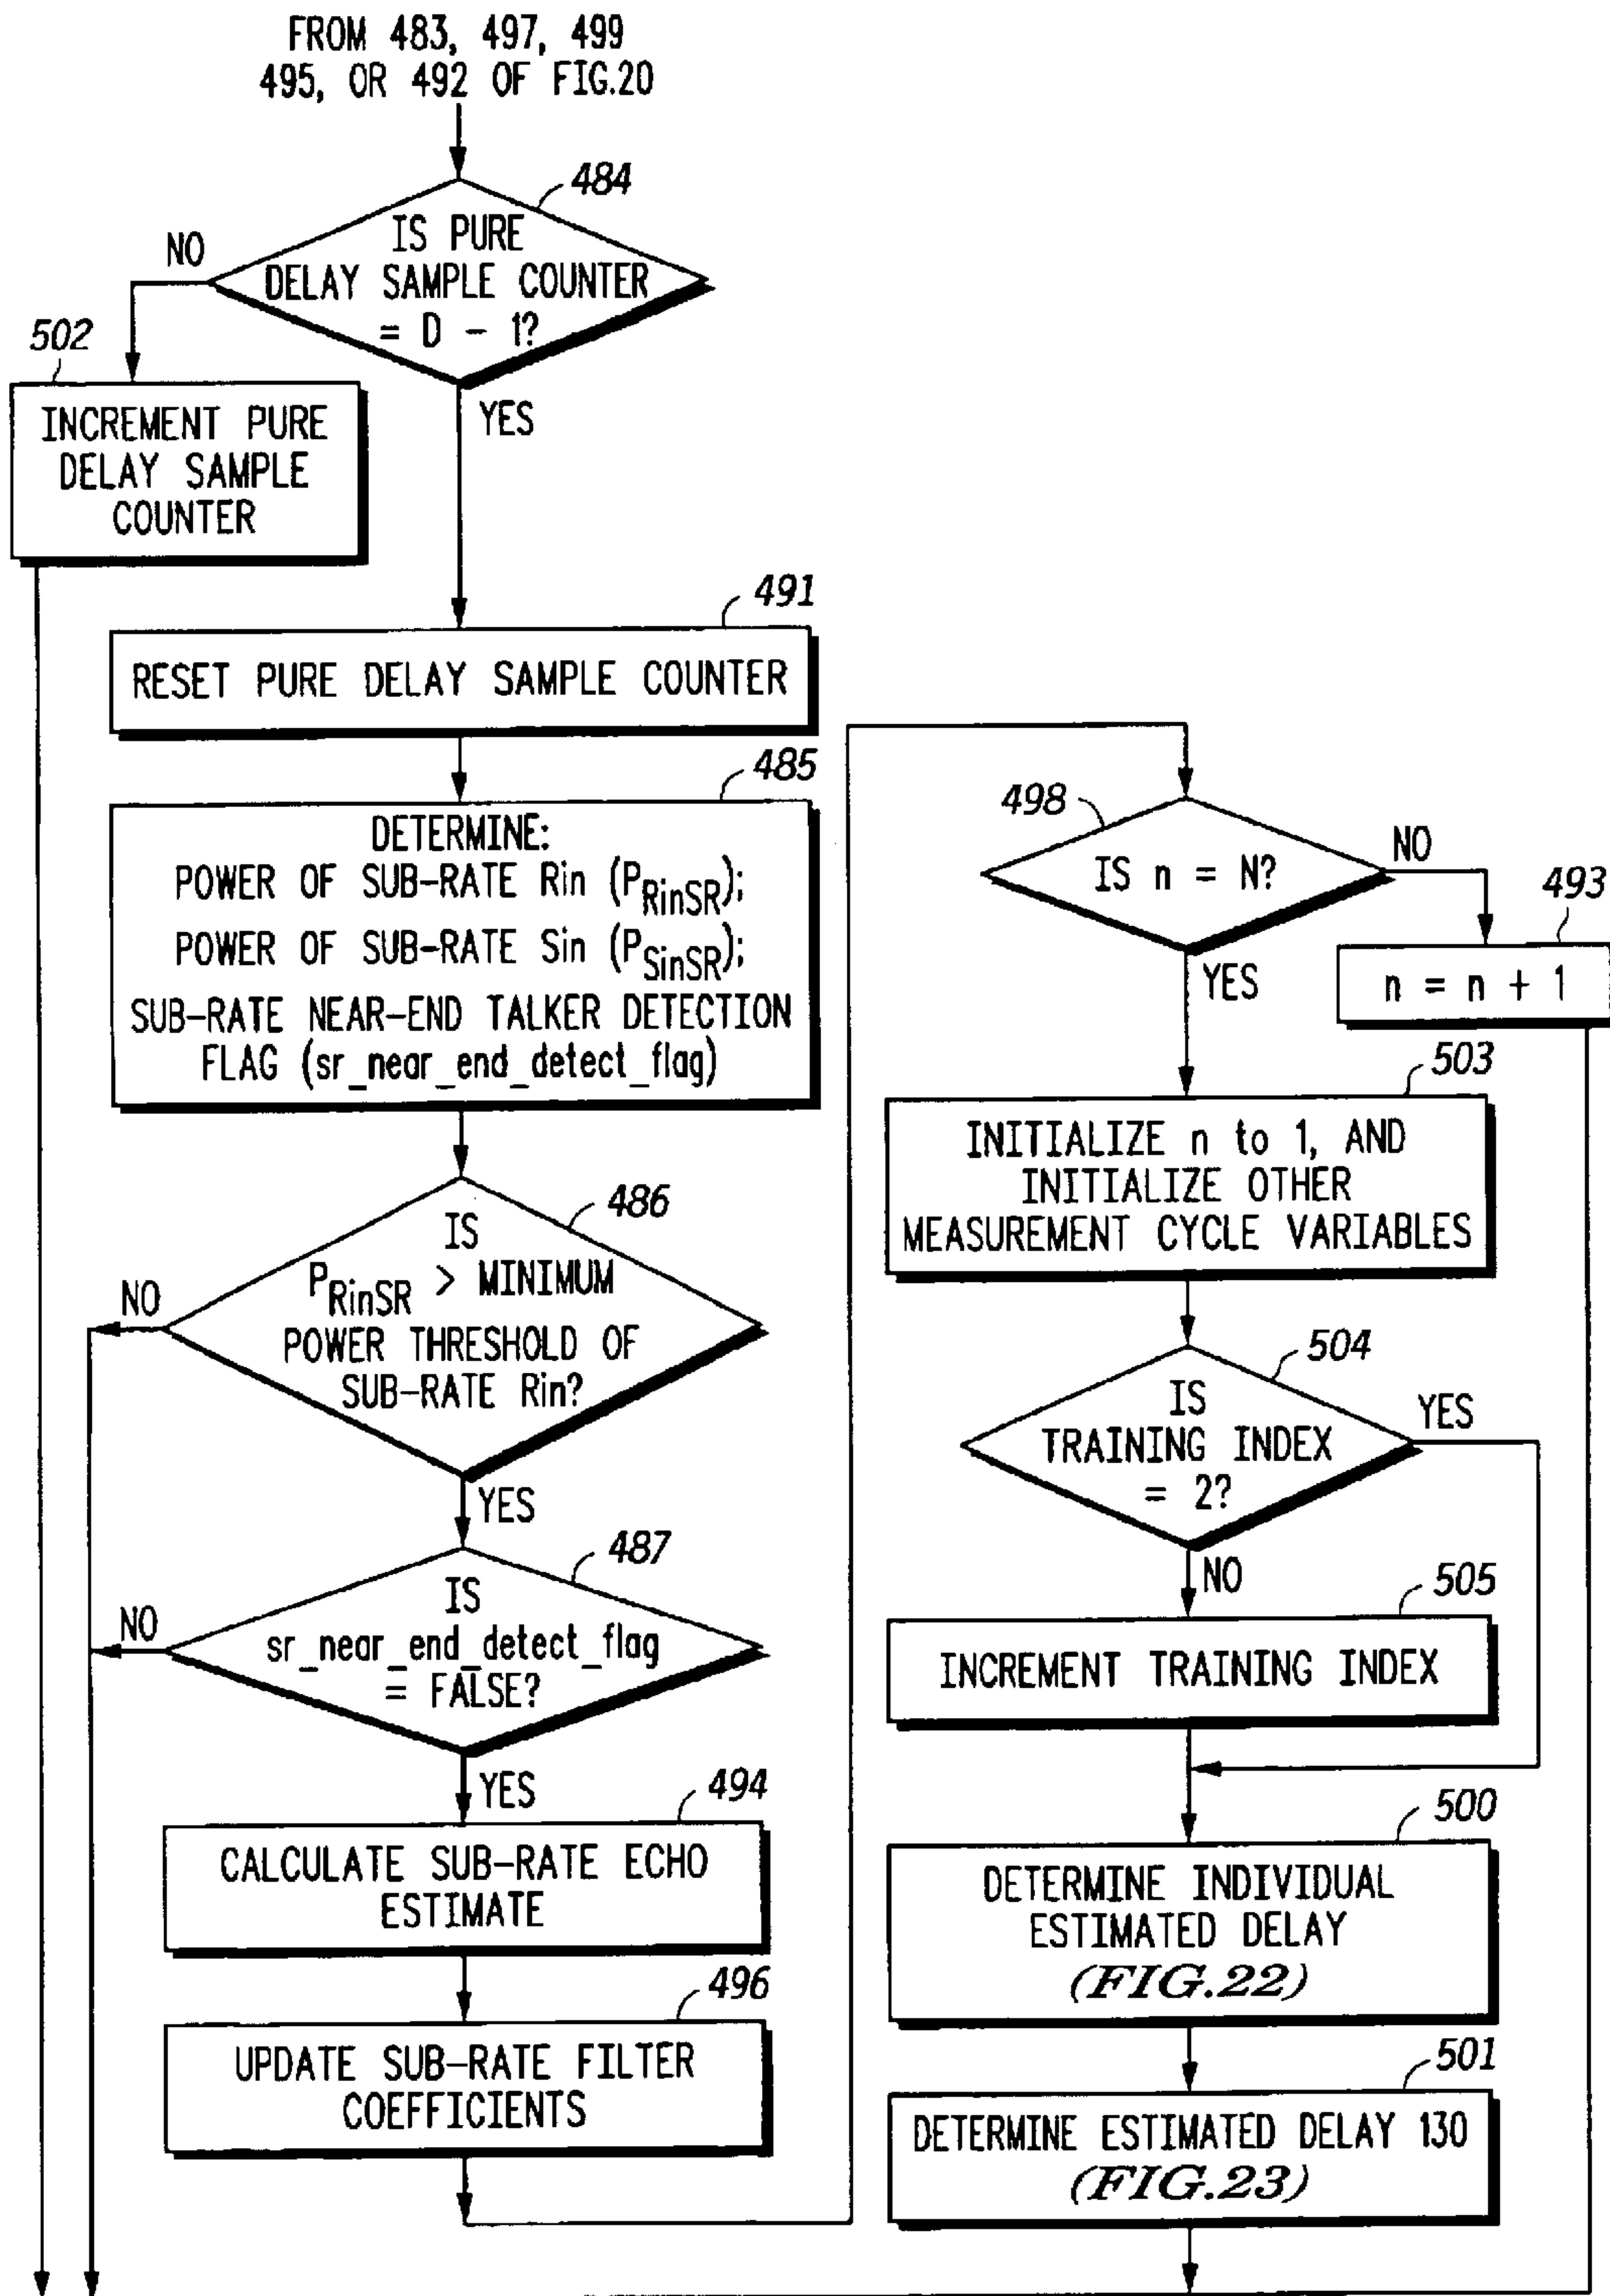 FROM 483, 497, 499
495, OR 492 OF FIG.20
484
IS PURE
DELAY SAMPLE COUNTER
= D - 1?
NO
YES
502
INCREMENT PURE
DELAY SAMPLE
COUNTER
491
RESET PURE DELAY SAMPLE COUNTER
485
DETERMINE:
POWER OF SUB-RATE Rin (PRinSR);
POWER OF SUB-RATE Sin (PSinSR);
SUB-RATE NEAR-END TALKER DETECTION
FLAG (sr_near_end_detect_flag)
486
IS
PRinSR > MINIMUM
POWER THRESHOLD OF
SUB-RATE Rin?
NO
YES
487
IS
sr_near_end_detect_flag
= FALSE?
NO
YES
494
CALCULATE SUB-RATE ECHO
ESTIMATE
496
UPDATE SUB-RATE FILTER
COEFFICIENTS
498
IS n = N?
NO
YES
493
n = n + 1
503
INITIALIZE n to 1, AND
INITIALIZE OTHER
MEASUREMENT CYCLE VARIABLES
504
IS
TRAINING INDEX
= 2?
YES
NO
505
INCREMENT TRAINING INDEX
500
DETERMINE INDIVIDUAL
ESTIMATED DELAY
(FIG.22)
501
DETERMINE ESTIMATED DELAY 130
(FIG.23)